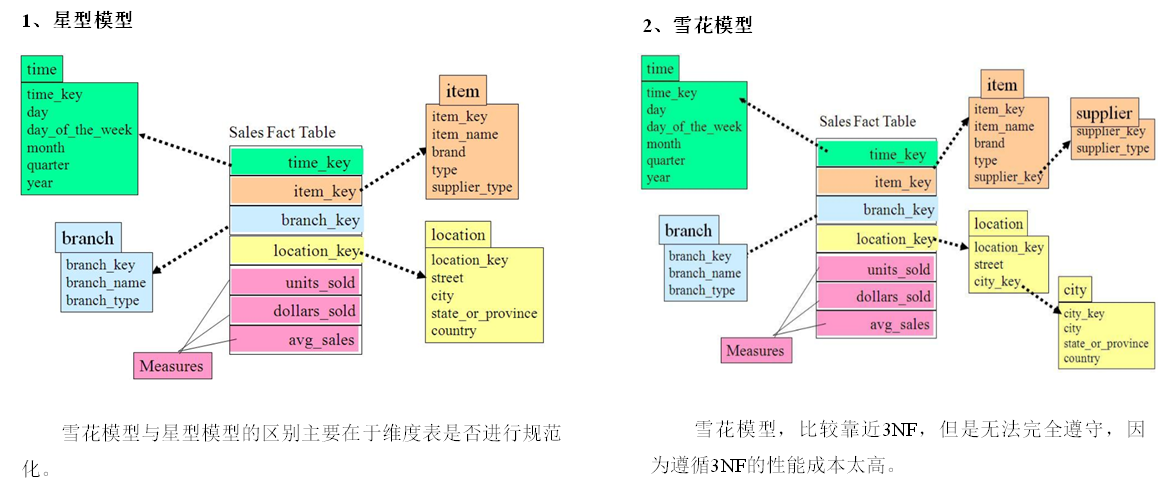 1、星型模型
time
time_key
day
day_of_the_week
month
quarter
year
Sales Fact Table
time_key
item_key
branch_key
location_key
units_sold
dollars_sold
avg_sales
Measures
item
item_key
item_name
brand
type
supplier_type
branch
branch_key
branch_name
branch_type
location
location_key
street
city
state_or_province
country
雪花模型与星型模型的区别主要在于维度表是否进行规范
化。
2、雪花模型
time
time_key
day
day_of_the_week
month
quarter
year
Sales Fact Table
time_key
item_key
branch_key
location_key
units_sold
dollars_sold
avg_sales
Measures
item
item_key
item_name
brand
type
supplier_key
supplier
supplier_key
supplier_type
branch
branch_key
branch_name
branch_type
location
location_key
street
city_key
city
city_key
city
state_or_province
country
雪花模型，比较靠近3NF，但是无法完全遵守，因
为遵循3NF的性能成本太高。